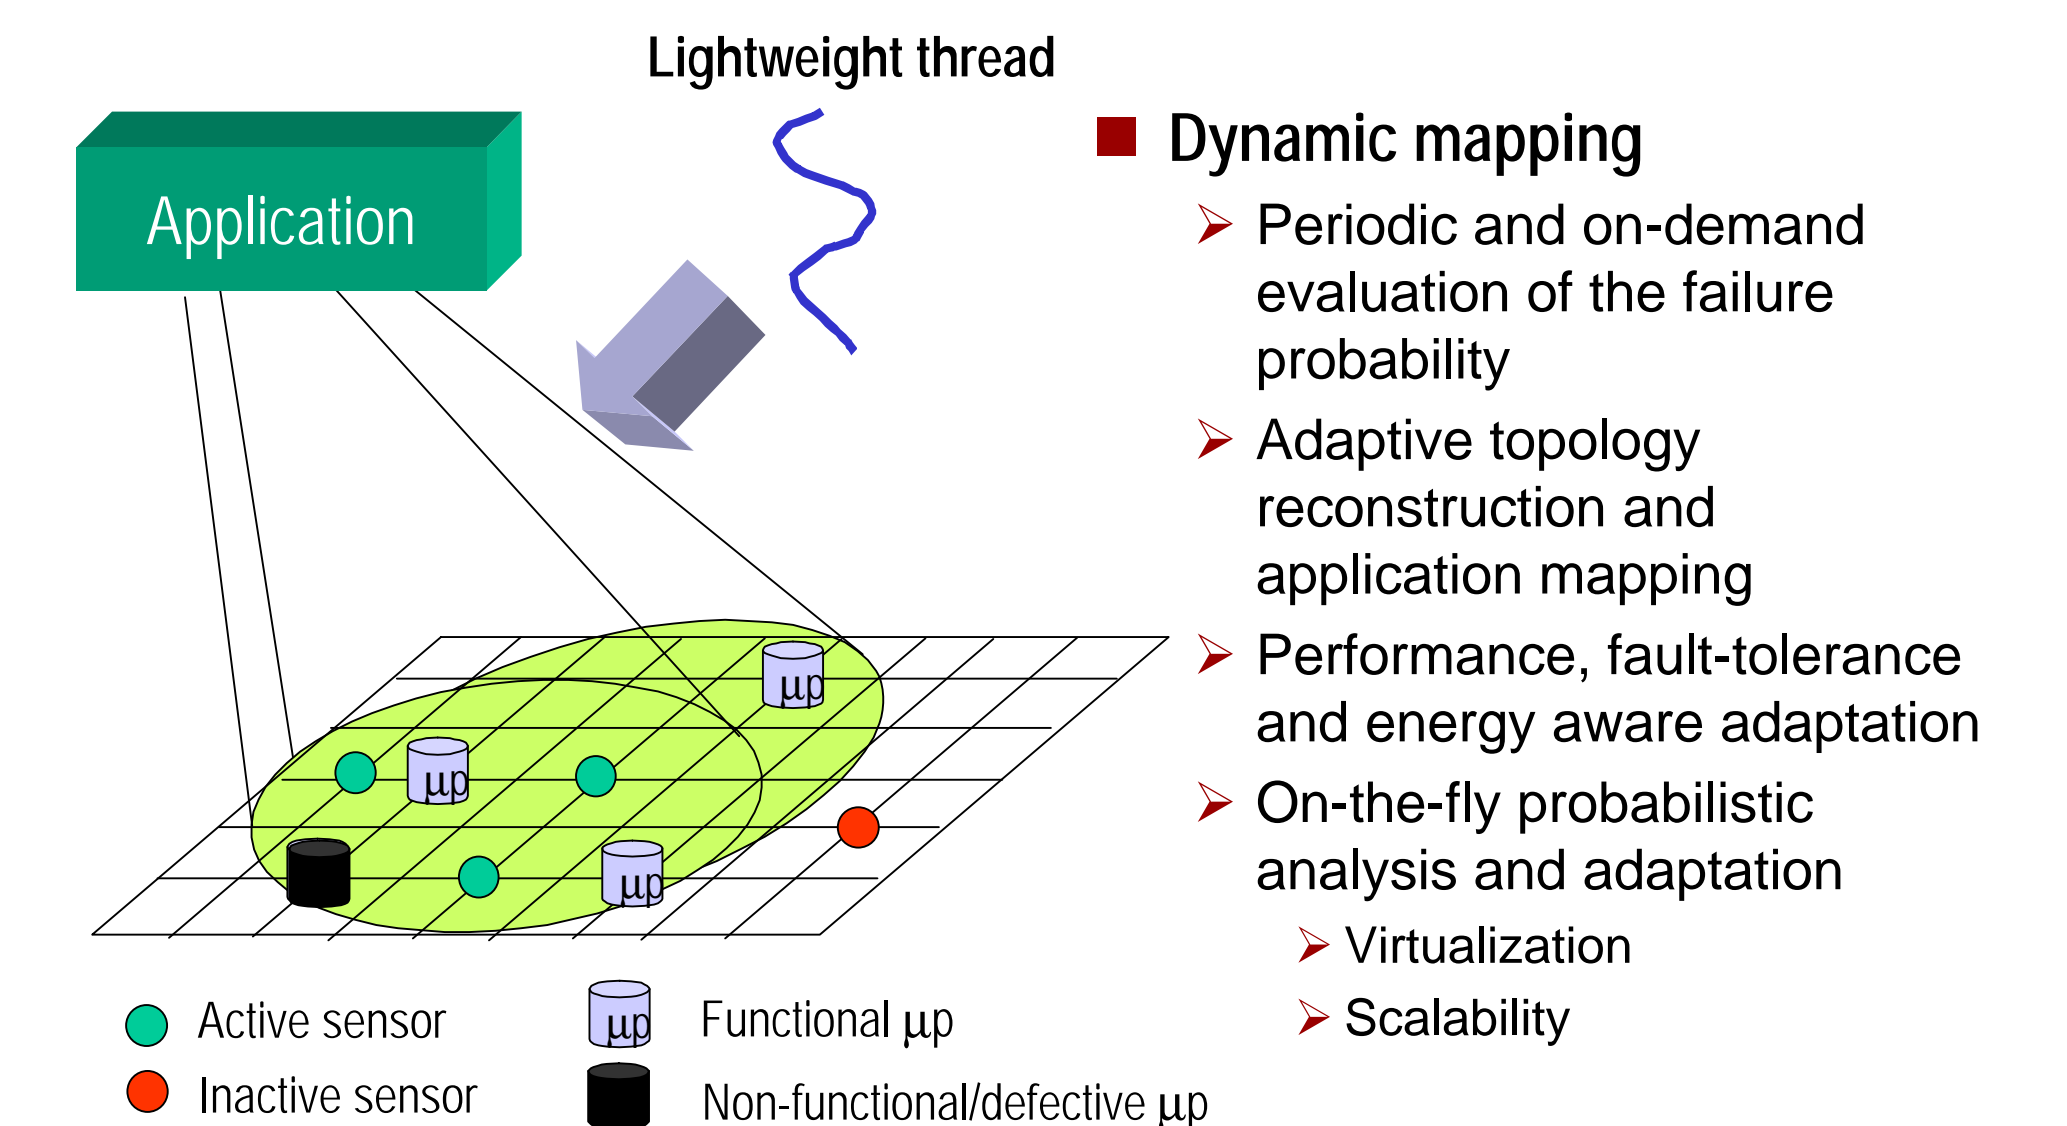 Lightweight thread
Application
Dynamic mapping
Periodic and on-demand
evaluation of the failure
probability
Adaptive topology
reconstruction and
application mapping
Performance, fault-tolerance
and energy aware adaptation
On-the-fly probabilistic
analysis and adaptation
Virtualization
Scalability
μp
μp
μp
Active sensor
μp
Functional μp
Inactive sensor
Non-functional/defective μp